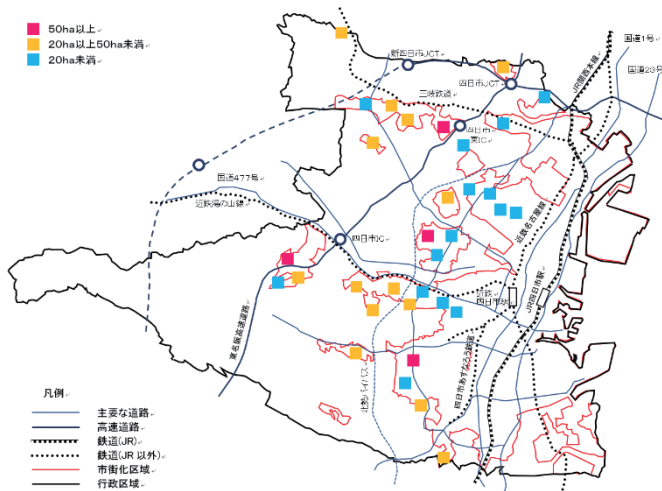 50ha以上
20ha以上50ha未満
20ha未満
新四日市JCT
四日市JCT
国道1号
国道23号
JR関西本線
三岐鉄道
四日市
東IC
国道477号
近鉄湯の山線
近鉄名古屋線
四日市IC
近鉄
四日市駅
JR四日市駅
東名阪高速道路
北勢バイパス
四日市あすなろう鉄道
凡例
主要な道路
高速道路
鉄道(JR)
鉄道(JR以外)
市街化区域
行政区域